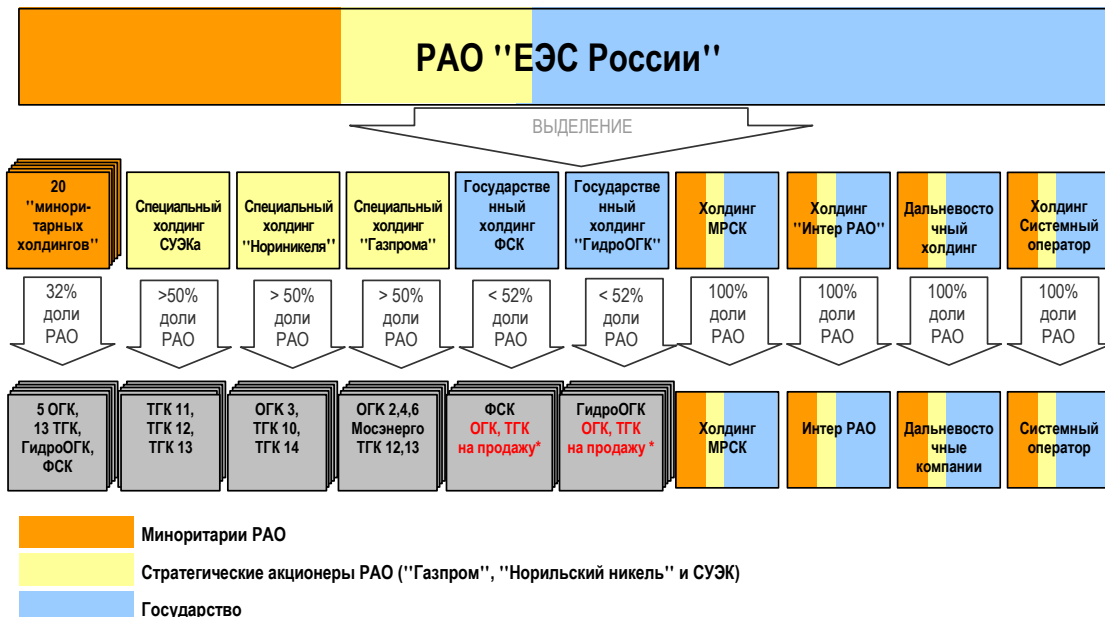 РАО "ЕЭС России"
ВЫДЕЛЕНИЕ
20
"минори-
тарных
холдингов"
Специальный
холдинг
СУЭКа
Специальный
холдинг
"Нориникеля"
Специальный
холдинг
"Газпрома"
Государстве
нный
холдинг
ФСК
Государстве
нный
холдинг
"ГидроОГК"
Холдинг
МРСК
Холдинг
"Интер РАО"
Дальневосто
чный
холдинг
Холдинг
Системный
оператор
32%
доли
РАО
>50%
доли
РАО
> 50%
доли
РАО
> 50%
доли
РАО
< 52%
доли
РАО
< 52%
доли
РАО
100%
доли
РАО
100%
доли
РАО
100%
доли
РАО
100%
доли
РАО
5 ОГК,
13 ТГК,
ГидроОГК,
ФСК
ТГК 11,
ТГК 12,
ТГК 13
ОГК 3,
ТГК 10,
ТГК 14
ОГК 2,4,6
Мосэнерго
ТГК 12,13
ФСК
ОГК, ТГК
на продажу*
ГидроОГК
ОГК, ТГК
на продажу *
Холдинг
МРСК
Интер РАО
Дальневосто
чные
компании
Системный
оператор
Миноритарии РАО
Стратегические акционеры РАО ("Газпром", "Норильский никель" и СУЭК)
Государство